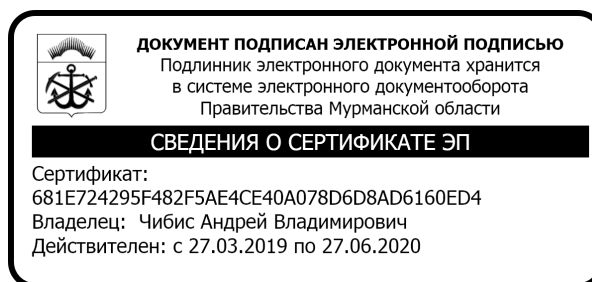 ДОКУМЕНТ ПОДПИСАН ЭЛЕКТРОННОЙ ПОДПИСЬЮ
Подлинник электронного документа хранится
в системе электронного документооборота
Правительства Мурманской области
СВЕДЕНИЯ О СЕРТИФИКАТЕ ЭП
Сертификат:
681E724295F482F5AE4CE40A078D6D8AD6160ED4
Владелец: Чибис Андрей Владимирович
Действителен: с 27.03.2019 по 27.06.2020